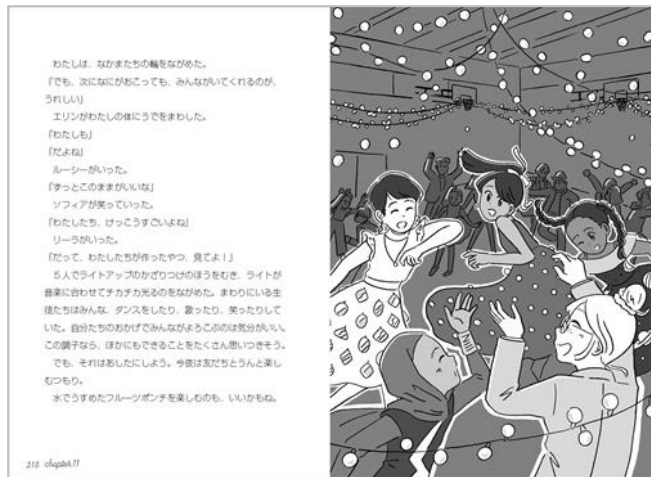 わたしは、なかまたちの輪をながめた。
「でも、次になにがおこっても、みんながいてくれるのが、
うれしい」
エリンがわたしの体にうでをまわした。
「わたしも」
「だよね」
ルーシーがいった。
「ずっとこのままがいいな」
ソフィアが笑っていった。
「わたしたち、けっこうすごいよね」
リーラがいった。
「だって、わたしたちが作ったやつ、見てよ！」
５人でライトアップのかざりつけのほうをむき、ライトが
音楽に合わせてチカチカ光るのをながめた。まわりにいる生
徒たちはみんな、ダンスをしたり、歌ったり、笑ったりして
いた。自分たちのおかげでみんながよろこぶのは気分がいい。
この調子なら、ほかにもできることをたくさん思いつきそう。
でも、それはあしたにしよう。今夜は友だちとうんと楽し
むつもり。
水でうすめたフルーツポンチを楽しむのも、いいかもね。
218 chapter 11